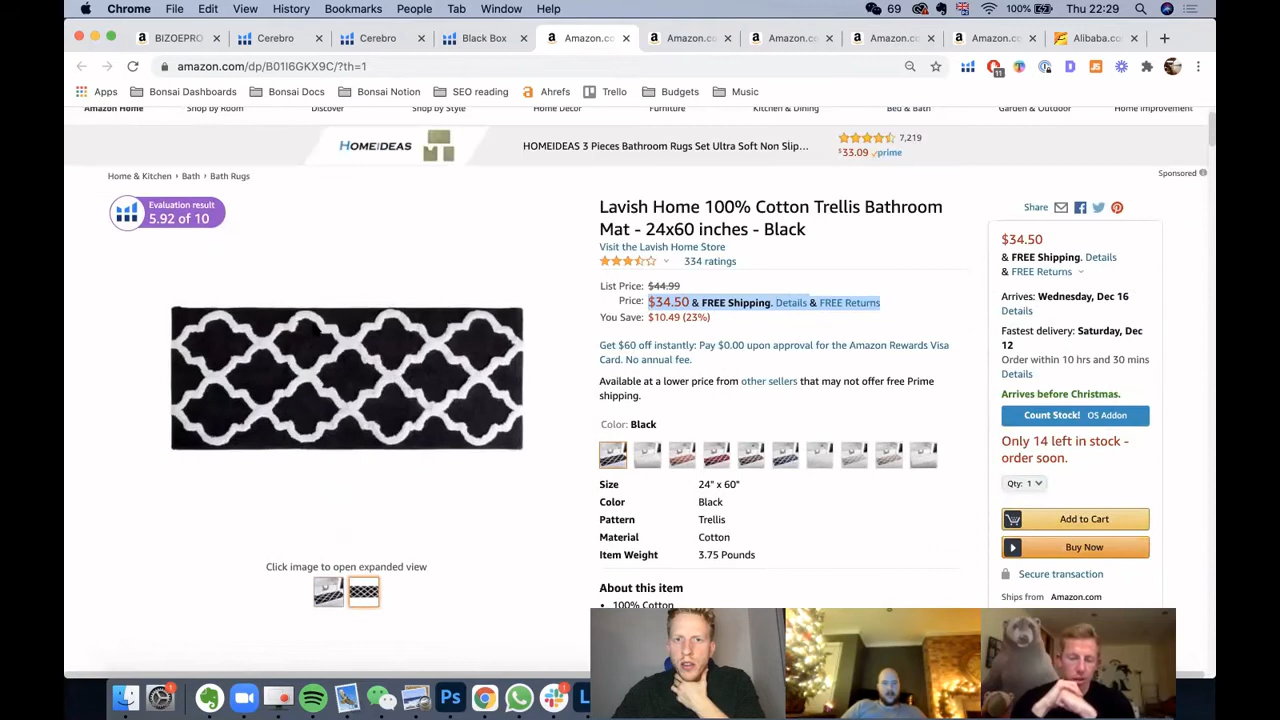 Chrome File Edit View History Bookmarks People Tab Window Help 69 100% Thu 22:29
BIZOEPRO Cerebro Cerebro Black Box Amazon.co Amazon.co Amazon.co Amazon.co Amazon.co Alibaba.co
amazon.com/dp/B01I6GKX9C/?th=1 11
Apps Bonsai Dashboards Bonsai Docs Bonsai Notion SEO reading Ahrefs Trello Budgets Music
Amazon Home Shop by Room Discover Shop by Style Home Décor Furniture Kitchen & Dining Bed & Bath Garden & Outdoor Home Improvement
HOMEIDEAS HOMEIDEAS 3 Pieces Bathroom Rugs Set Ultra Soft Non Slip… 7,219
$33.09 prime
Sponsored
Home & Kitchen › Bath › Bath Rugs
Evaluation result
5.92 of 10
Lavish Home 100% Cotton Trellis Bathroom
Mat - 24x60 inches - Black
Visit the Lavish Home Store
334 ratings
List Price: $44.99
Price: $34.50 & FREE Shipping. Details & FREE Returns
You Save: $10.49 (23%)
Get $60 off instantly: Pay $0.00 upon approval for the Amazon Rewards Visa
Card. No annual fee.
Available at a lower price from other sellers that may not offer free Prime
shipping.
Color: Black
Size 24" x 60"
Color Black
Pattern Trellis
Material Cotton
Item Weight 3.75 Pounds
About this item
• 100% Cotton
Click image to open expanded view
Share
$34.50
& FREE Shipping. Details
& FREE Returns
Arrives: Wednesday, Dec 16
Details
Fastest delivery: Saturday, Dec
12
Order within 10 hrs and 30 mins
Details
Arrives before Christmas.
Count Stock! OS Addon
Only 14 left in stock -
order soon.
Qty: 1
Add to Cart
Buy Now
Secure transaction
Ships from Amazon.com
1 Ps 1 L